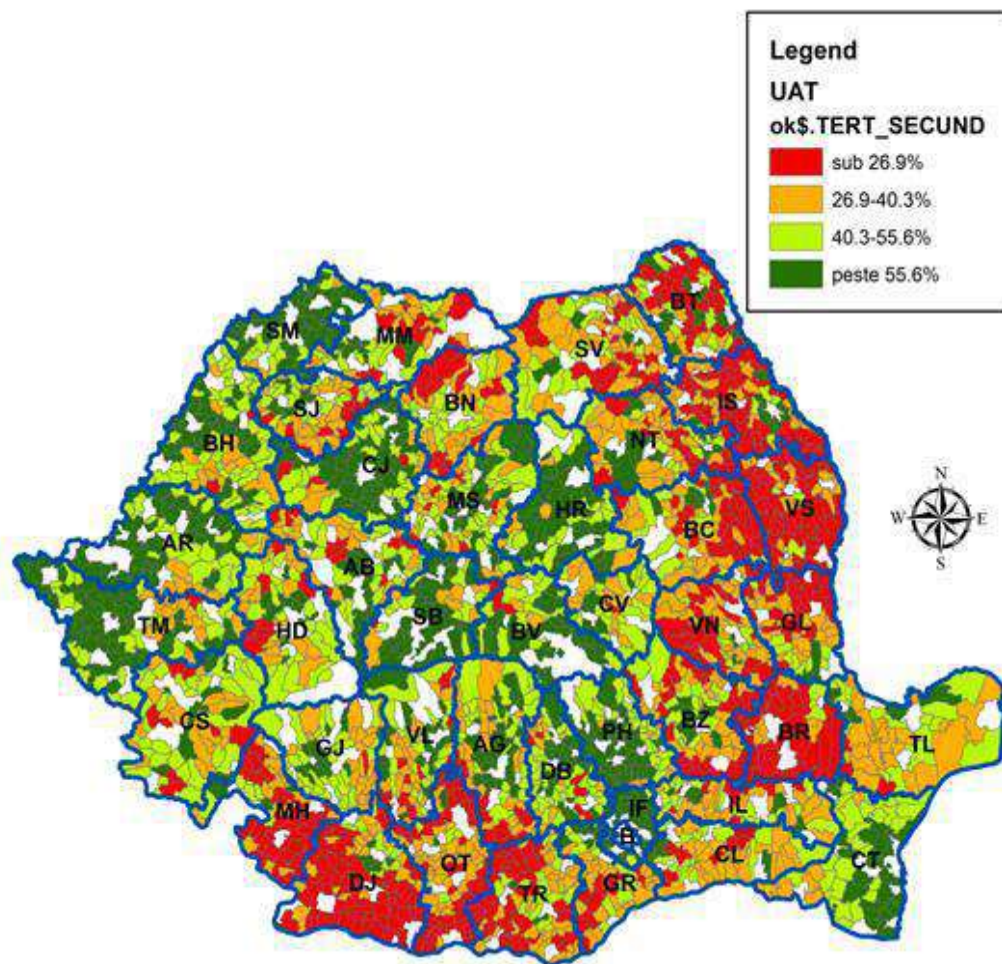 Legend
UAT
ok$.TERT_SECUND
sub 26.9%
26.9-40.3%
40.3-55.6%
peste 55.6%
BT
SM
MM
SV
SJ
BN
IS
BH
CJ
NT
MS
HR
VS
BC
N
W E
S
AR
AB
CV
SB
TM
HD
BV
VN
GL
CS
GJ
VL
AG
PH
BZ
BR
TL
DB
MH
IF
IL
B
CL
CT
OT
DJ
TR
GR